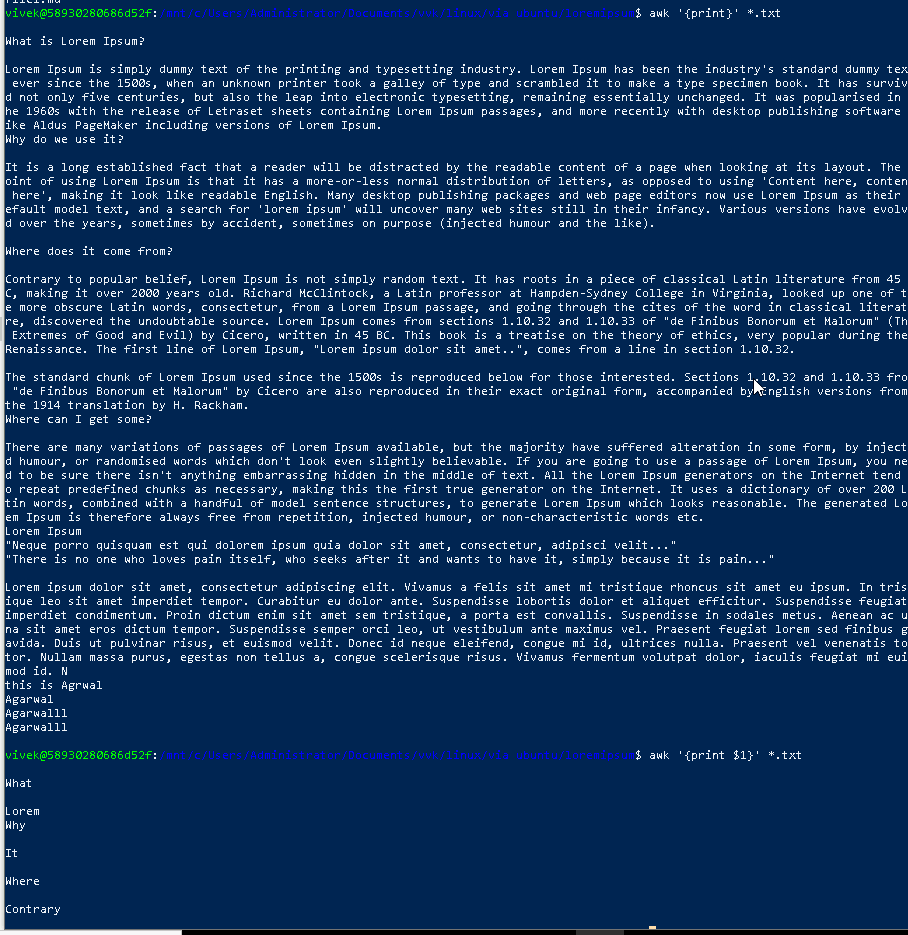 vivek@58930280686d52f: $ awk '{print}' *.txt
What is Lorem Ipsum?
Lorem Ipsum is simply dummy text of the printing and typesetting industry. Lorem Ipsum has been the industry's standard dummy tex
ever since the 1500s, when an unknown printer took a galley of type and scrambled it to make a type specimen book. It has surviv
d not only five centuries, but also the leap into electronic typesetting, remaining essentially unchanged. It was popularised in
he 1960s with the release of Letraset sheets containing Lorem Ipsum passages, and more recently with desktop publishing software
ike Aldus PageMaker including versions of Lorem Ipsum.
Why do we use it?
It is a long established fact that a reader will be distracted by the readable content of a page when looking at its layout. The
oint of using Lorem Ipsum is that it has a more-or-less normal distribution of letters, as opposed to using 'Content here, conten
here', making it look like readable English. Many desktop publishing packages and web page editors now use Lorem Ipsum as their
efault model text, and a search for 'lorem ipsum' will uncover many web sites still in their infancy. Various versions have evolv
d over the years, sometimes by accident, sometimes on purpose (injected humour and the like).
Where does it come from?
Contrary to popular belief, Lorem Ipsum is not simply random text. It has roots in a piece of classical Latin literature from 45
C, making it over 2000 years old. Richard McClintock, a Latin professor at Hampden-Sydney College in Virginia, looked up one of t
e more obscure Latin words, consectetur, from a Lorem Ipsum passage, and going through the cites of the word in classical literat
re, discovered the undoubtable source. Lorem Ipsum comes from sections 1.10.32 and 1.10.33 of "de Finibus Bonorum et Malorum" (Th
Extremes of Good and Evil) by Cicero, written in 45 BC. This book is a treatise on the theory of ethics, very popular during the
Renaissance. The first line of Lorem Ipsum, "Lorem ipsum dolor sit amet..", comes from a line in section 1.10.32.
The standard chunk of Lorem Ipsum used since the 1500s is reproduced below for those interested. Sections 1.10.32 and 1.10.33 fro
"de Finibus Bonorum et Malorum" by Cicero are also reproduced in their exact original form, accompanied by English versions from
the 1914 translation by H. Rackham.
Where can I get some?
There are many variations of passages of Lorem Ipsum available, but the majority have suffered alteration in some form, by inject
d humour, or randomised words which don't look even slightly believable. If you are going to use a passage of Lorem Ipsum, you ne
d to be sure there isn't anything embarrassing hidden in the middle of text. All the Lorem Ipsum generators on the Internet tend
o repeat predefined chunks as necessary, making this the first true generator on the Internet. It uses a dictionary of over 200 L
tin words, combined with a handful of model sentence structures, to generate Lorem Ipsum which looks reasonable. The generated Lo
em Ipsum is therefore always free from repetition, injected humour, or non-characteristic words etc.
Lorem Ipsum
"Neque porro quisquam est qui dolorem ipsum quia dolor sit amet, consectetur, adipisci velit..."
"There is no one who loves pain itself, who seeks after it and wants to have it, simply because it is pain..."
Lorem ipsum dolor sit amet, consectetur adipiscing elit. Vivamus a felis sit amet mi tristique rhoncus sit amet eu ipsum. In tris
ique leo sit amet imperdiet tempor. Curabitur eu dolor ante. Suspendisse lobortis dolor et aliquet efficitur. Suspendisse feugiat
imperdiet condimentum. Proin dictum enim sit amet sem tristique, a porta est convallis. Suspendisse in sodales metus. Aenean ac u
na sit amet eros dictum tempor. Suspendisse semper orci leo, ut vestibulum ante maximus vel. Praesent feugiat lorem sed finibus g
avida. Duis ut pulvinar risus, et euismod velit. Donec id neque eleifend, congue mi id, ultrices nulla. Praesent vel venenatis to
tor. Nullam massa purus, egestas non tellus a, congue scelerisque risus. Vivamus fermentum volutpat dolor, iaculis feugiat mi eui
mod id. N
this is Agrwal
Agarwal
Agarwalll
Agarwalll
vivek@58930280686d52f: $ awk '{print $1}' *.txt
What
Lorem
Why
It
Where
Contrary